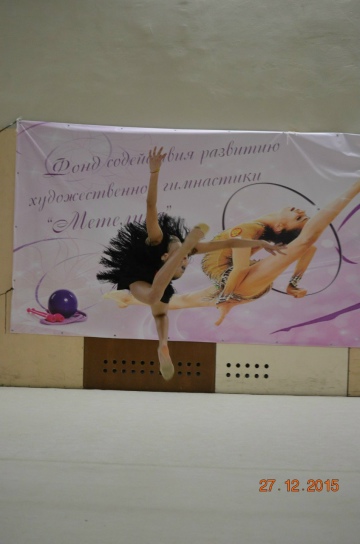 Фонд содействия развитию
художественной гимнастики
27.12.2015